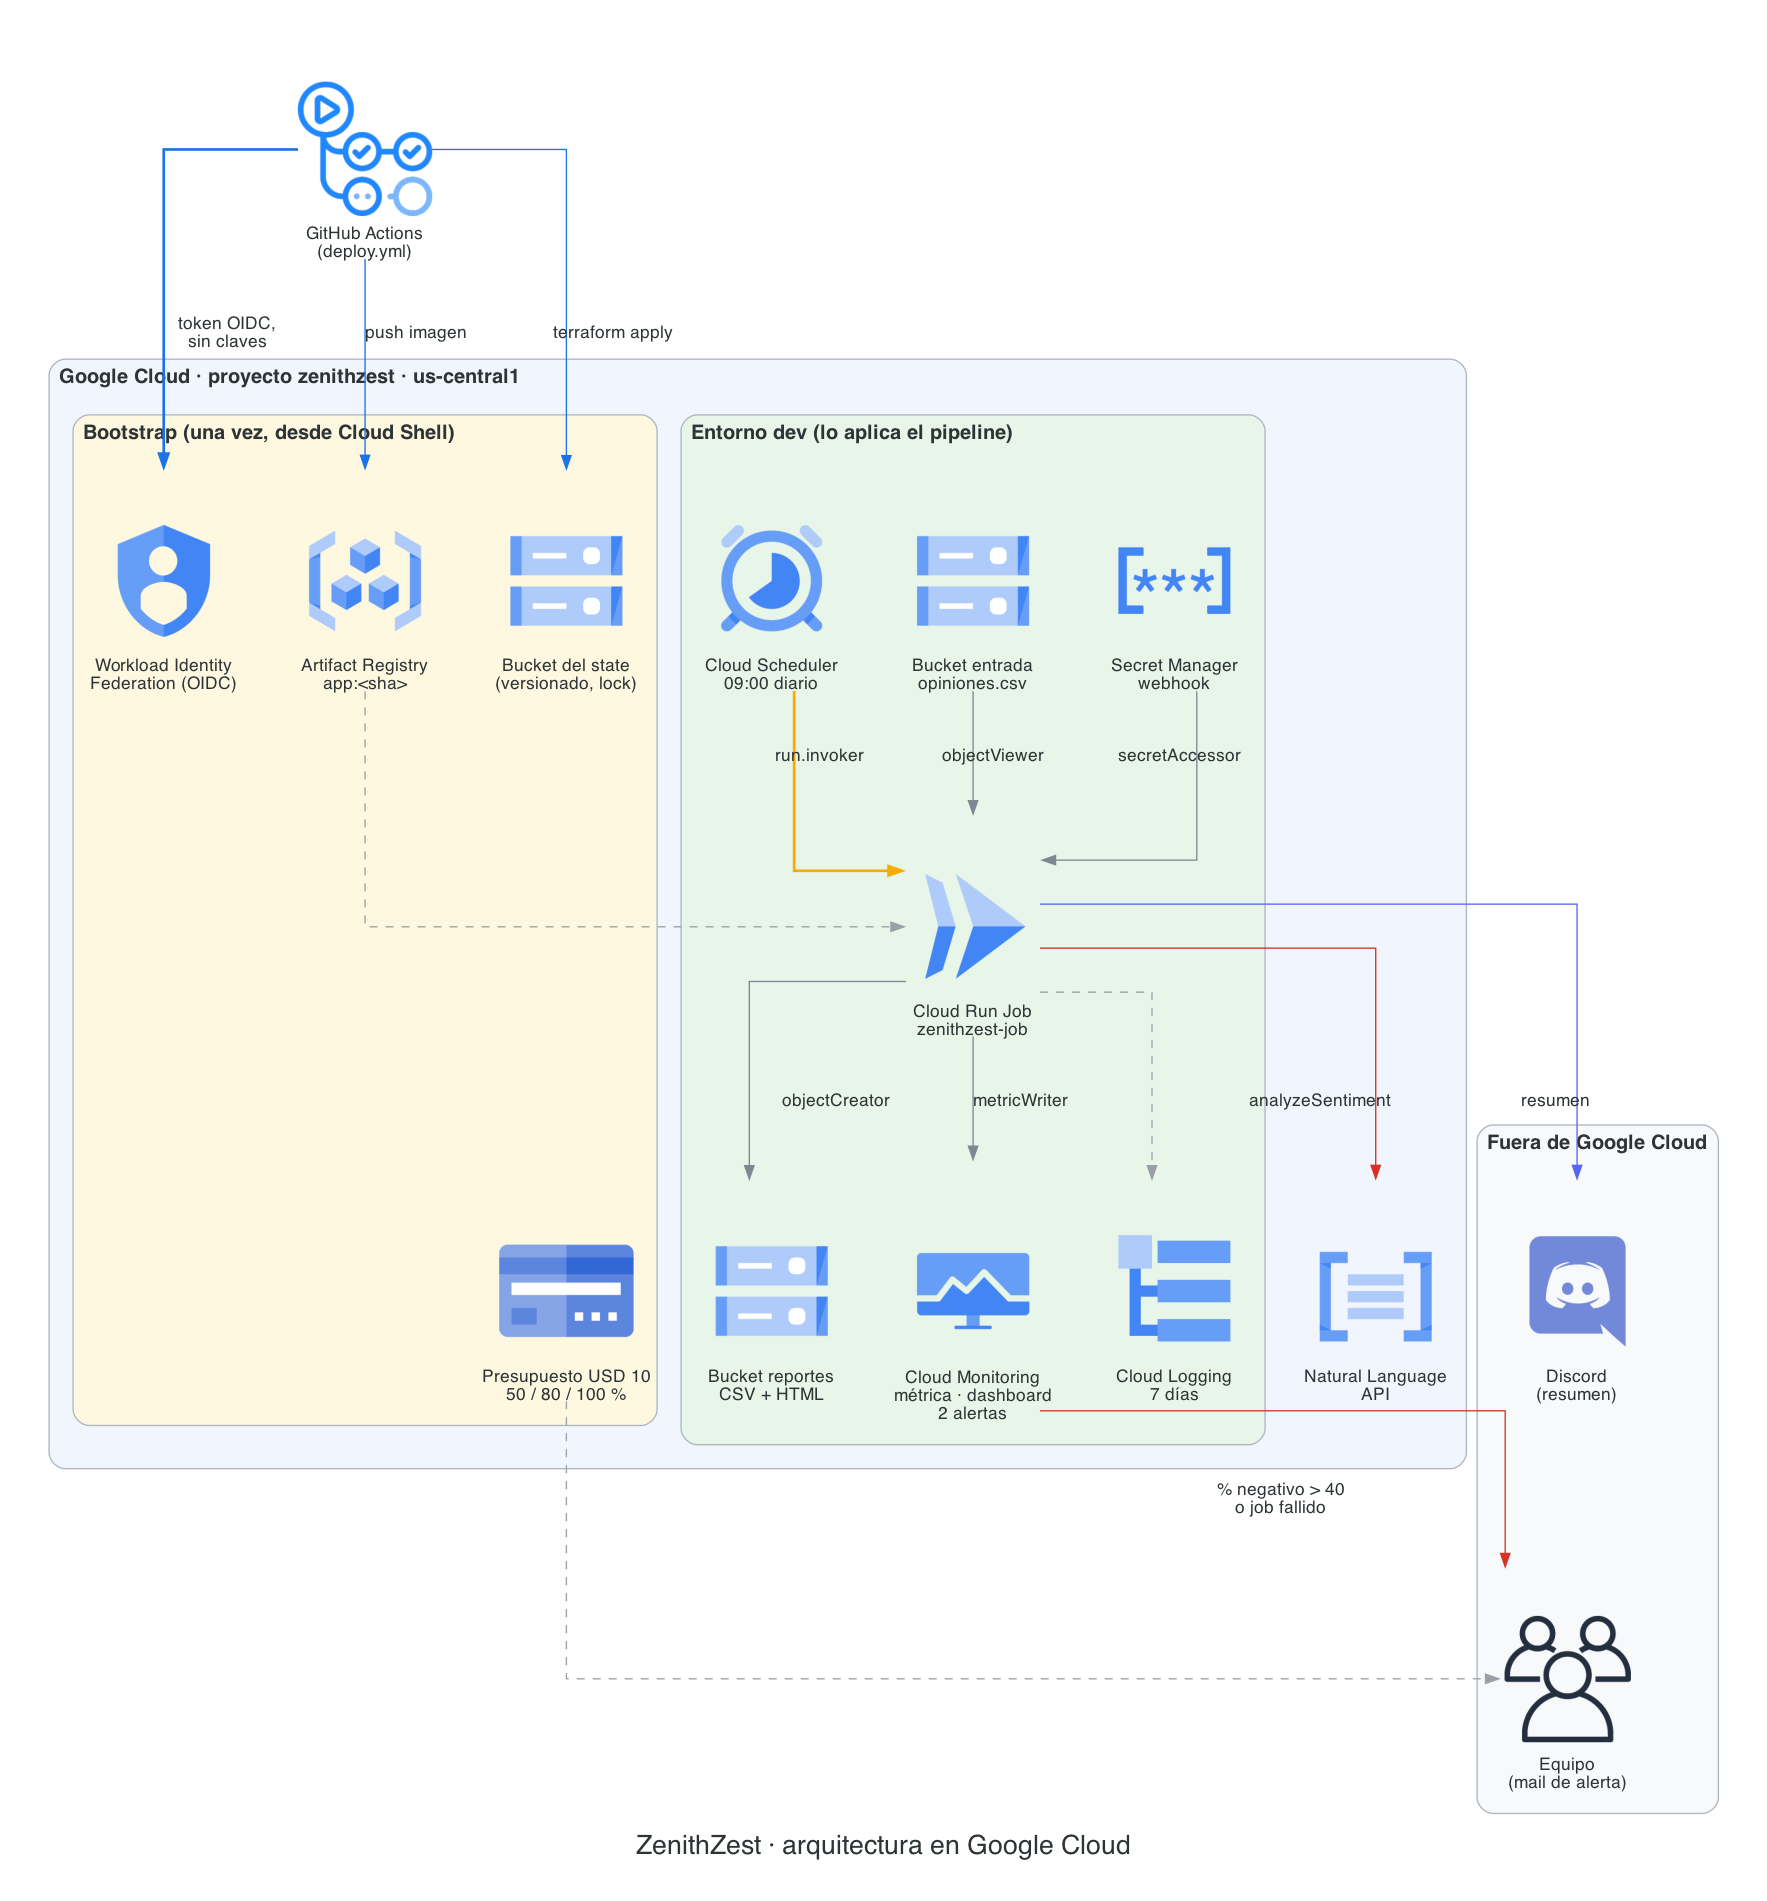 GitHub Actions
(deploy.yml)
token OIDC,
sin claves
push imagen
terraform apply
Google Cloud · proyecto zenithzest · us-central1
Bootstrap (una vez, desde Cloud Shell)
Entorno dev (lo aplica el pipeline)
Workload Identity
Federation (OIDC)
Artifact Registry
app:<sha>
Bucket del state
(versionado, lock)
Cloud Scheduler
09:00 diario
Bucket entrada
opiniones.csv
Secret Manager
webhook
run.invoker
objectViewer
secretAccessor
Cloud Run Job
zenithzest-job
objectCreator
metricWriter
analyzeSentiment
resumen
Fuera de Google Cloud
Presupuesto USD 10
50 / 80 / 100 %
Bucket reportes
CSV + HTML
Cloud Monitoring
métrica · dashboard
2 alertas
Cloud Logging
7 días
Natural Language
API
Discord
(resumen)
% negativo > 40
o job fallido
Equipo
(mail de alerta)
ZenithZest · arquitectura en Google Cloud